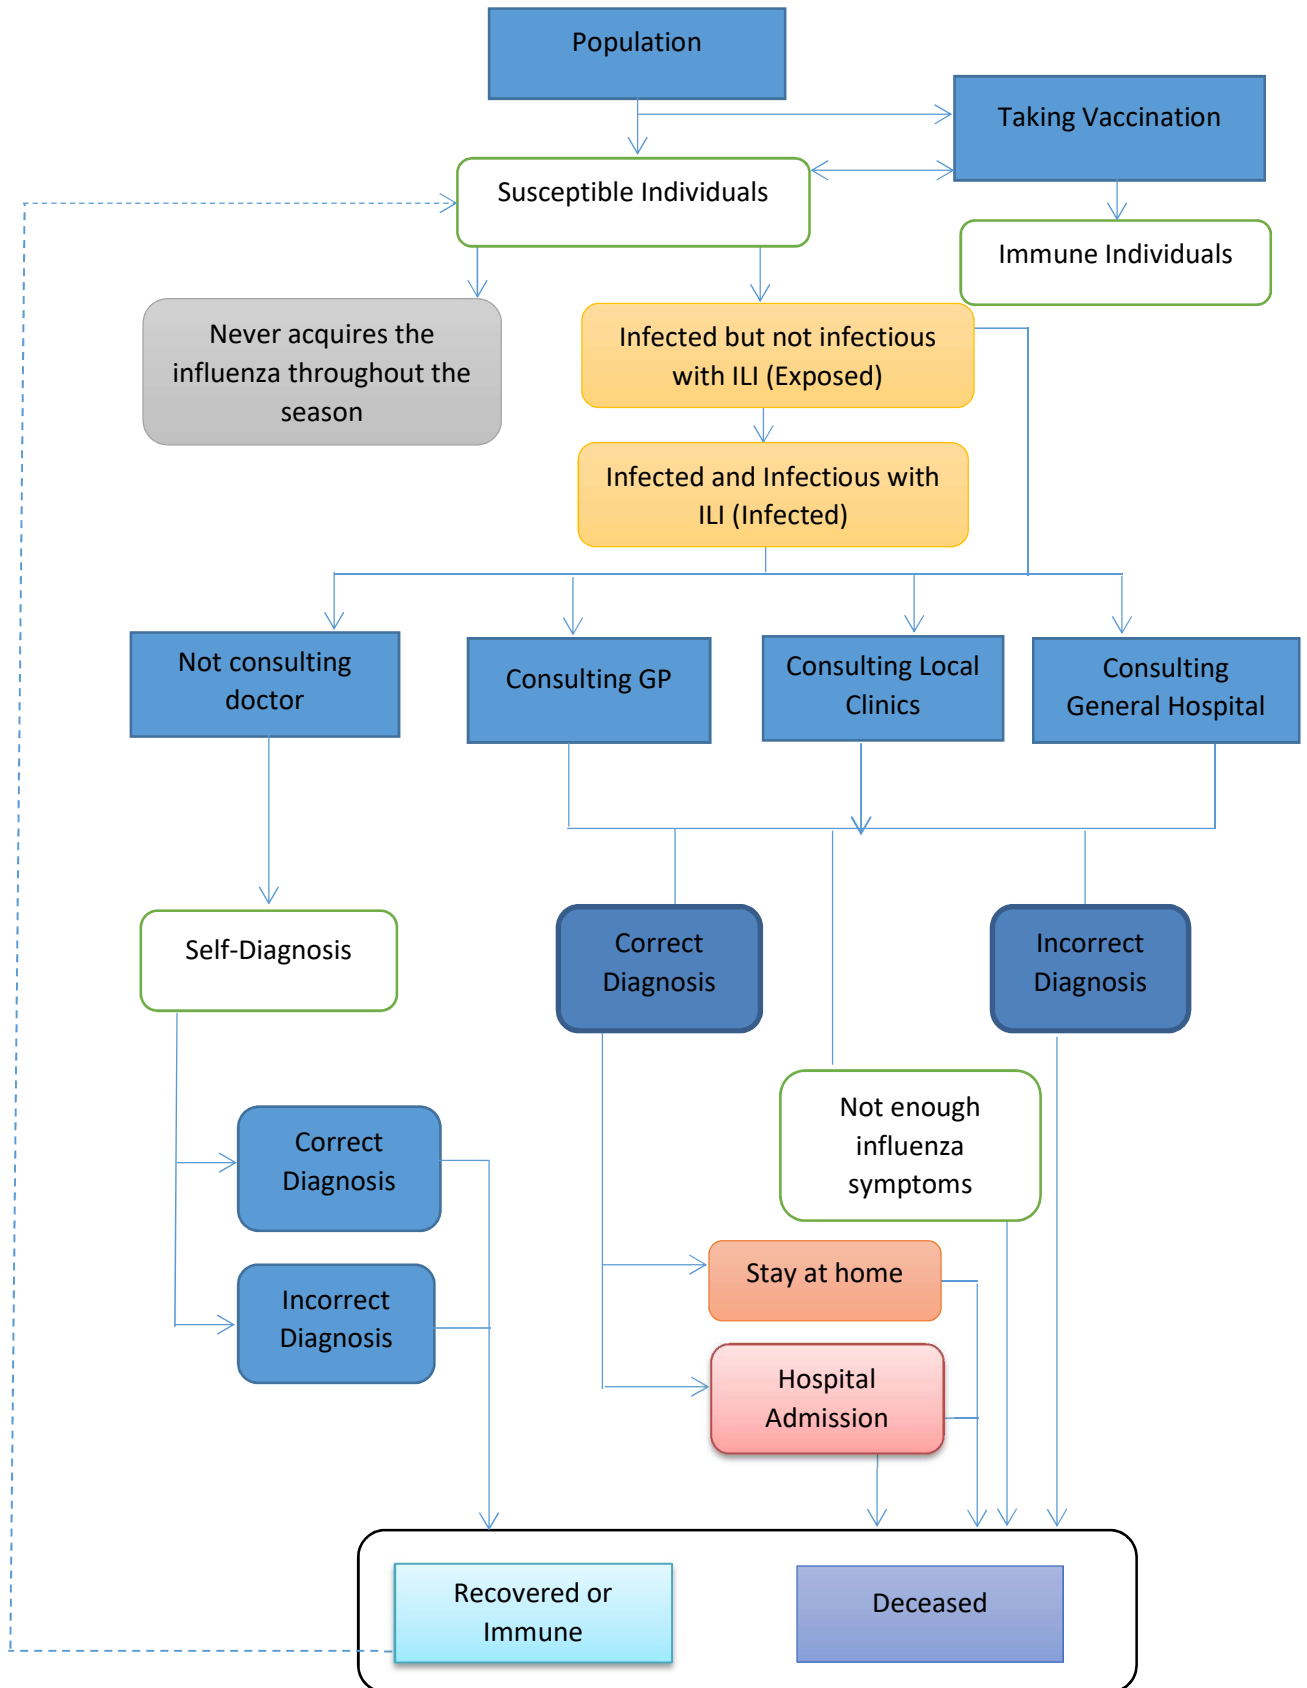 Population
Taking Vaccination
Susceptible Individuals
Immune Individuals
Never acquires the
influenza throughout the
season
Infected but not infectious
with ILI (Exposed)
Infected and Infectious with
ILI (Infected)
Not consulting
doctor
Consulting GP
Consulting Local
Clinics
Consulting
General Hospital
Self-Diagnosis
Correct
Diagnosis
Incorrect
Diagnosis
Not enough
influenza
symptoms
Correct
Diagnosis
Stay at home
Incorrect
Diagnosis
Hospital
Admission
Recovered or
Immune
Deceased